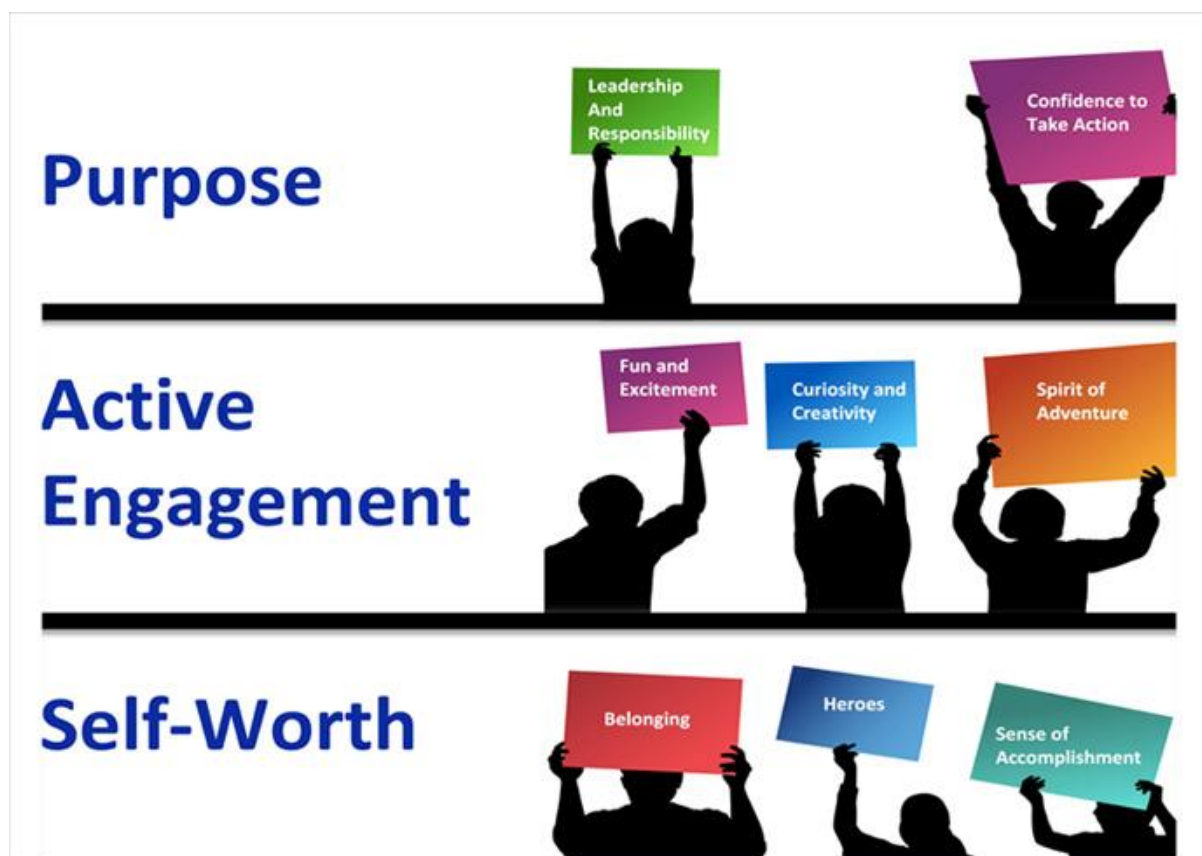 Purpose
Leadership
And
Responsibility
Confidence to
Take Action
Active
Engagement
Fun and
Excitement
Curiosity and
Creativity
Spirit of
Adventure
Self-Worth
Belonging
Heroes
Sense of
Accomplishment